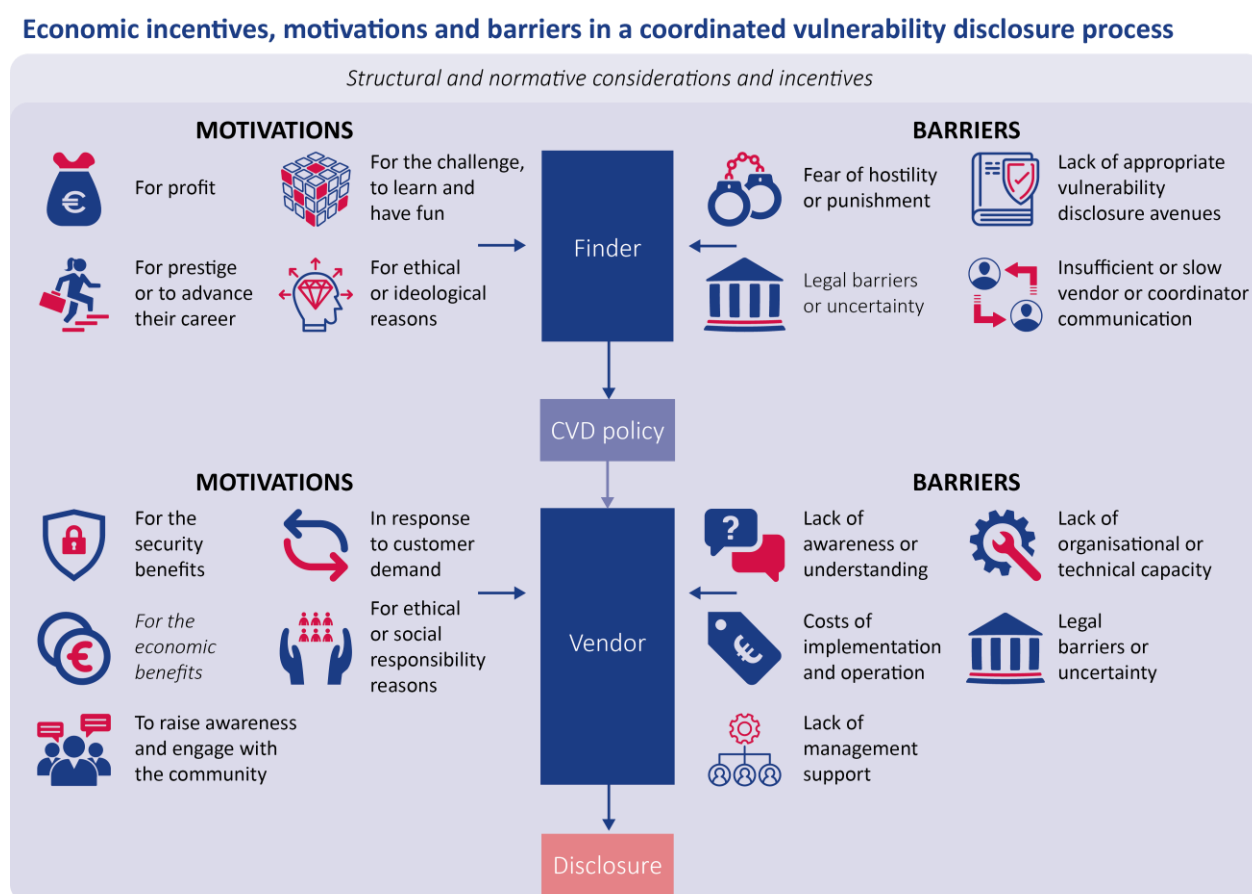 Economic incentives, motivations and barriers in a coordinated vulnerability disclosure process
Structural and normative considerations and incentives
MOTIVATIONS
For profit
For the challenge,
to learn and
have fun
For prestige
or to advance
their career
For ethical
or ideological
reasons
Finder
BARRIERS
Fear of hostility
or punishment
Lack of appropriate
vulnerability
disclosure avenues
Legal barriers
or uncertainty
Insufficient or slow
vendor or coordinator
communication
CVD policy
MOTIVATIONS
For the
security
benefits
In response
to customer
demand
For the
economic
benefits
For ethical
or social
responsibility
reasons
To raise awareness
and engage with
the community
Vendor
BARRIERS
Lack of
awareness or
understanding
Lack of
organisational or
technical capacity
Costs of
implementation
and operation
Legal
barriers or
uncertainty
Lack of
management
support
Disclosure